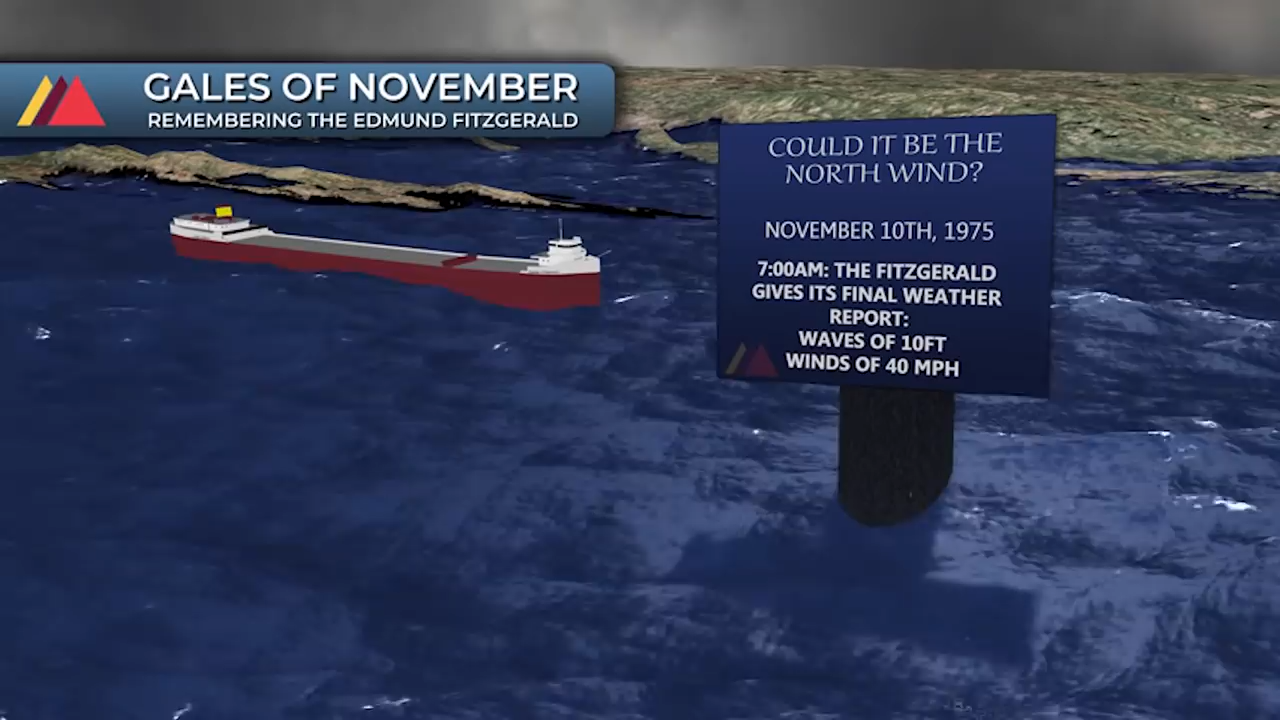 GALES OF NOVEMBER
REMEMBERING THE EDMUND FITZGERALD
COULD IT BE THE
NORTH WIND?
NOVEMBER 10TH, 1975
7:00AM: THE FITZGERALD
GIVES ITS FINAL WEATHER
REPORT:
WAVES OF 10FT
WINDS OF 40 MPH